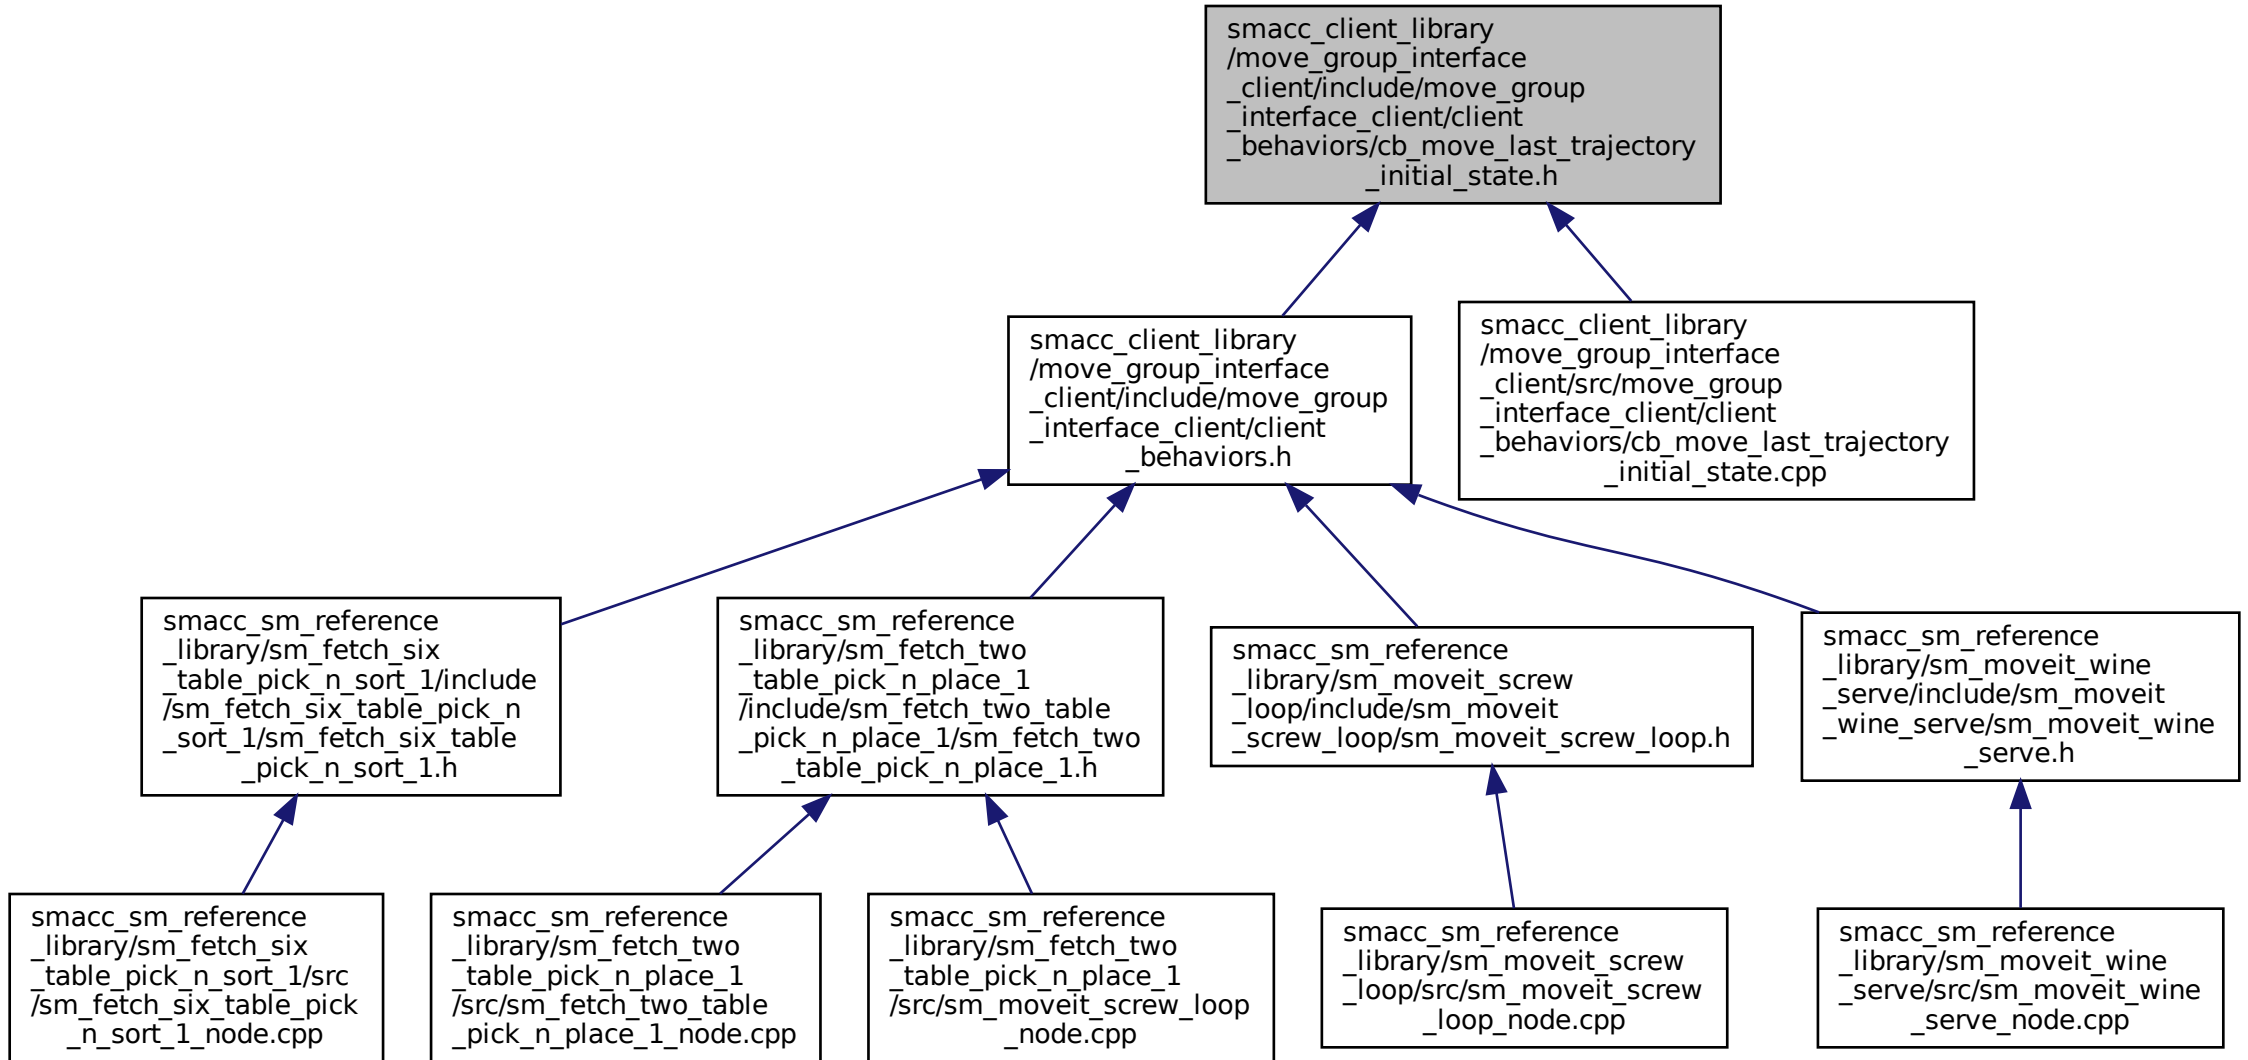 smacc_client_library
/move_group_interface
_client/include/move_group
_interface_client/client
_behaviors/cb_move_last_trajectory
_initial_state.h
smacc_client_library
/move_group_interface
_client/include/move_group
_interface_client/client
_behaviors.h
smacc_client_library
/move_group_interface
_client/src/move_group
_interface_client/client
_behaviors/cb_move_last_trajectory
_initial_state.cpp
smacc_sm_reference
_library/sm_fetch_six
_table_pick_n_sort_1/include
/sm_fetch_six_table_pick_n
_sort_1/sm_fetch_six_table
_pick_n_sort_1.h
smacc_sm_reference
_library/sm_fetch_two
_table_pick_n_place_1
/include/sm_fetch_two_table
_pick_n_place_1/sm_fetch_two
_table_pick_n_place_1.h
smacc_sm_reference
_library/sm_moveit_screw
_loop/include/sm_moveit
_screw_loop/sm_moveit_screw_loop.h
smacc_sm_reference
_library/sm_moveit_wine
_serve/include/sm_moveit
_wine_serve/sm_moveit_wine
_serve.h
smacc_sm_reference
_library/sm_fetch_six
_table_pick_n_sort_1/src
/sm_fetch_six_table_pick
_n_sort_1_node.cpp
smacc_sm_reference
_library/sm_fetch_two
_table_pick_n_place_1
/src/sm_fetch_two_table
_pick_n_place_1_node.cpp
smacc_sm_reference
_library/sm_fetch_two
_table_pick_n_place_1
/src/sm_moveit_screw_loop
_node.cpp
smacc_sm_reference
_library/sm_moveit_screw
_loop/src/sm_moveit_screw
_loop_node.cpp
smacc_sm_reference
_library/sm_moveit_wine
_serve/src/sm_moveit_wine
_serve_node.cpp